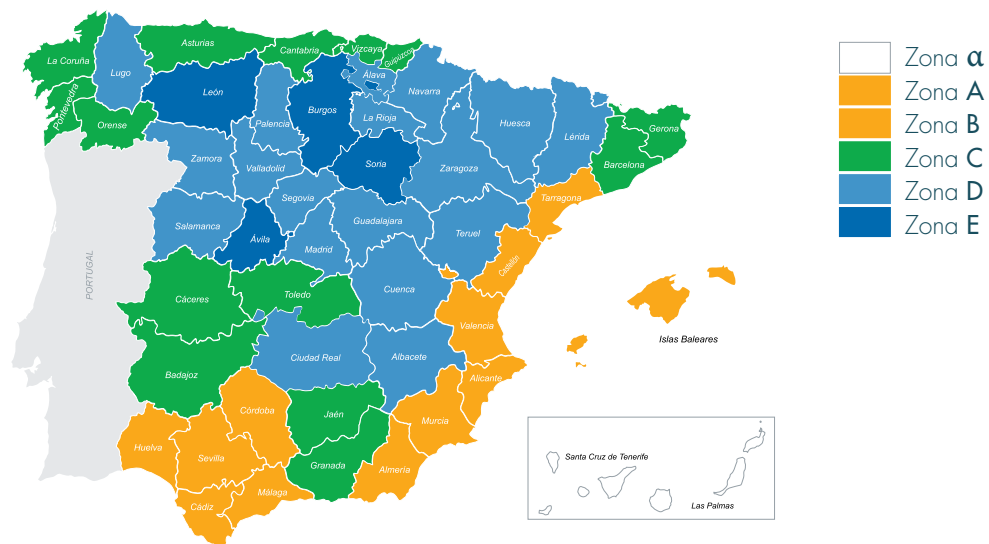 Asturias
Cantabria
Vizcaya
Guipúzcoa
La Coruña
Lugo
Álava
León
Navarra
Pontevedra
Burgos
Palencia
La Rioja
Orense
Huesca
Gerona
Lérida
Zamora
Soria
Barcelona
Valladolid
Zaragoza
Segovia
Tarragona
Salamanca
Guadalajara
Ávila
Teruel
Madrid
Castellón
PORTUGAL
Cáceres
Toledo
Cuenca
Valencia
Islas Baleares
Ciudad Real
Albacete
Badajoz
Alicante
Córdoba
Jaén
Murcia
Huelva
Sevilla
Granada
Almería
Málaga
Cádiz
Santa Cruz de Tenerife
Las Palmas
Zona α
Zona A
Zona B
Zona C
Zona D
Zona E